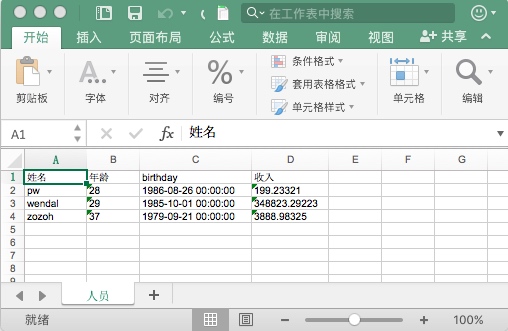 在工作表中搜索
开始 插入 页面布局 公式 数据 审阅 视图 共享
剪贴板 字体 对齐 编号 条件格式 套用表格格式 单元格样式 单元格 编辑
A1 fx 姓名
A B C D E F G
1 姓名 年龄 birthday 收入
2 pw 28 1986-08-26 00:00:00 199.23321
3 wendal 29 1985-10-01 00:00:00 348823.29223
4 zozoh 37 1979-09-21 00:00:00 3888.98325
5
6
7
8
9
人员
就绪 100%